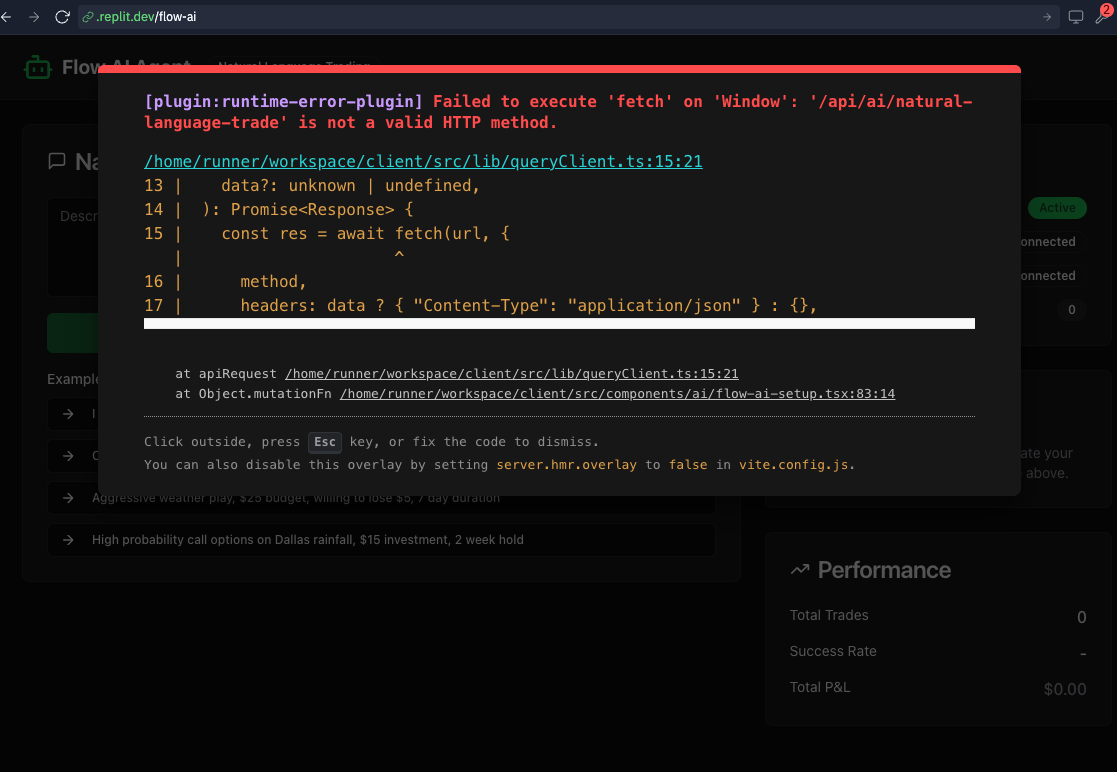 .replit.dev/flow-ai
2
Flow AI Agent
Natural Language Trading
[plugin:runtime-error-plugin] Failed to execute 'fetch' on 'Window': '/api/ai/natural-
language-trade' is not a valid HTTP method.
/home/runner/workspace/client/src/lib/queryClient.ts:15:21
13 |    data?: unknown | undefined,
14 |  ): Promise<Response> {
15 |    const res = await fetch(url, {
   |                      ^
16 |      method,
17 |      headers: data ? { "Content-Type": "application/json" } : {},
at apiRequest /home/runner/workspace/client/src/lib/queryClient.ts:15:21
at Object.mutationFn /home/runner/workspace/client/src/components/ai/flow-ai-setup.tsx:83:14
Click outside, press Esc key, or fix the code to dismiss.
You can also disable this overlay by setting server.hmr.overlay to false in vite.config.js.
Na
Descr
Active
onnected
onnected
0
Example
I
C
Aggressive weather play, $25 budget, willing to lose $5, 7 day duration
High probability call options on Dallas rainfall, $15 investment, 2 week hold
ate your
above.
Performance
Total Trades
0
Success Rate
-
Total P&L
$0.00